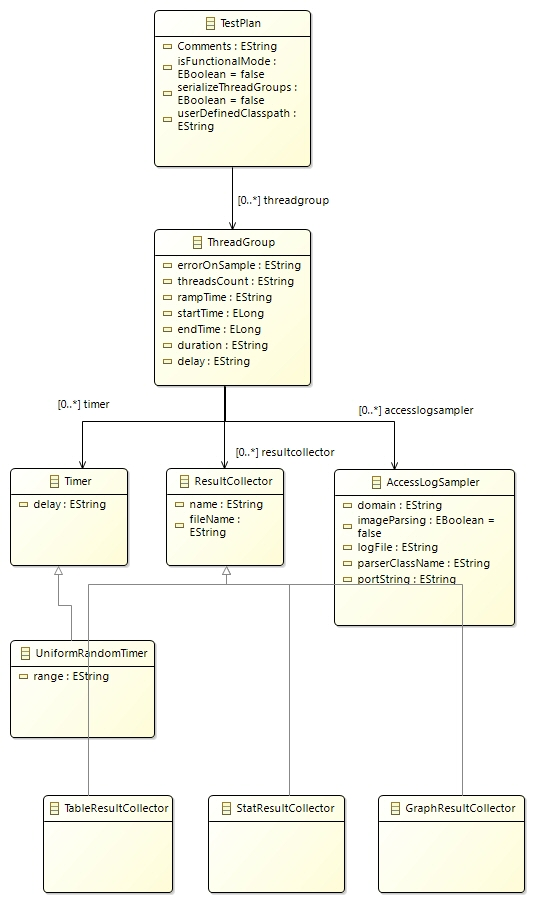 TestPlan
Comments : EString
isFunctionalMode :
EBoolean = false
serializeThreadGroups :
EBoolean = false
userDefinedClasspath :
EString
[0..*] threadgroup
ThreadGroup
errorOnSample : EString
threadsCount : EString
rampTime : EString
startTime : ELong
endTime : ELong
duration : EString
delay : EString
[0..*] timer
[0..*] accesslogsampler
[0..*] resultcollector
Timer
delay : EString
ResultCollector
name : EString
fileName :
EString
AccessLogSampler
domain : EString
imageParsing : EBoolean =
false
logFile : EString
parserClassName : EString
portString : EString
UniformRandomTimer
range : EString
TableResultCollector
StatResultCollector
GraphResultCollector